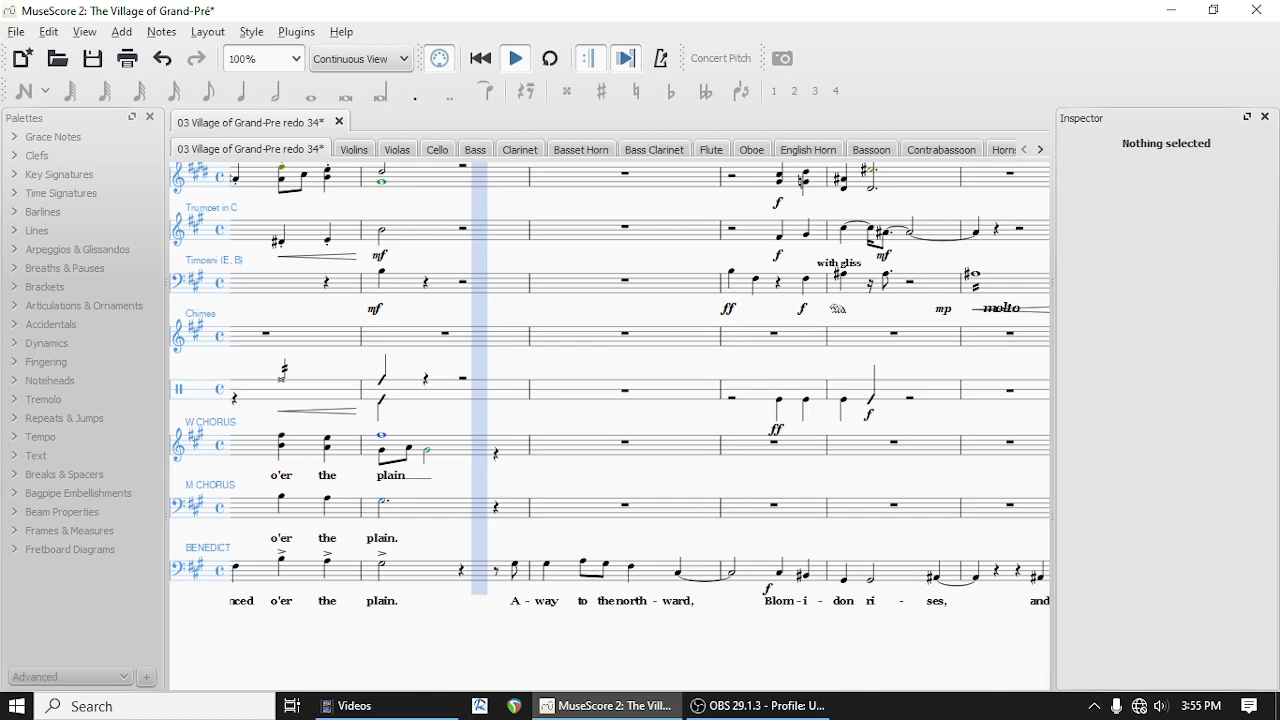 MuseScore 2: The Village of Grand-Pré*
File Edit View Add Notes Layout Style Plugins Help
100% Continuous View Concert Pitch
1 2 3 4
Palettes
Grace Notes
Clefs
Key Signatures
Time Signatures
Barlines
Lines
Arpeggios & Glissandos
Breaths & Pauses
Brackets
Articulations & Ornaments
Accidentals
Dynamics
Fingering
Noteheads
Tremolo
Repeats & Jumps
Tempo
Text
Breaks & Spacers
Bagpipe Embellishments
Beam Properties
Frames & Measures
Fretboard Diagrams
Advanced +
03 Village of Grand-Pre redo 34*
03 Village of Grand-Pre redo 34* Violins Violas Cello Bass Clarinet Basset Horn Bass Clarinet Flute Oboe English Horn Bassoon Contrabassoon Horns
f
Trumpet in C
mf f mf
with gliss
Timpani (E, B)
mf ff f mp molto
Chimes
f
ff
W CHORUS
o'er the plain
M CHORUS
o'er the plain.
BENEDICT
f
nced o'er the plain. A- way to the north - ward, Blom - i - don ri - ses, and
Inspector
Nothing selected
Search Videos MuseScore 2: The Vill... OBS 29.1.3 - Profile: U... 3:55 PM